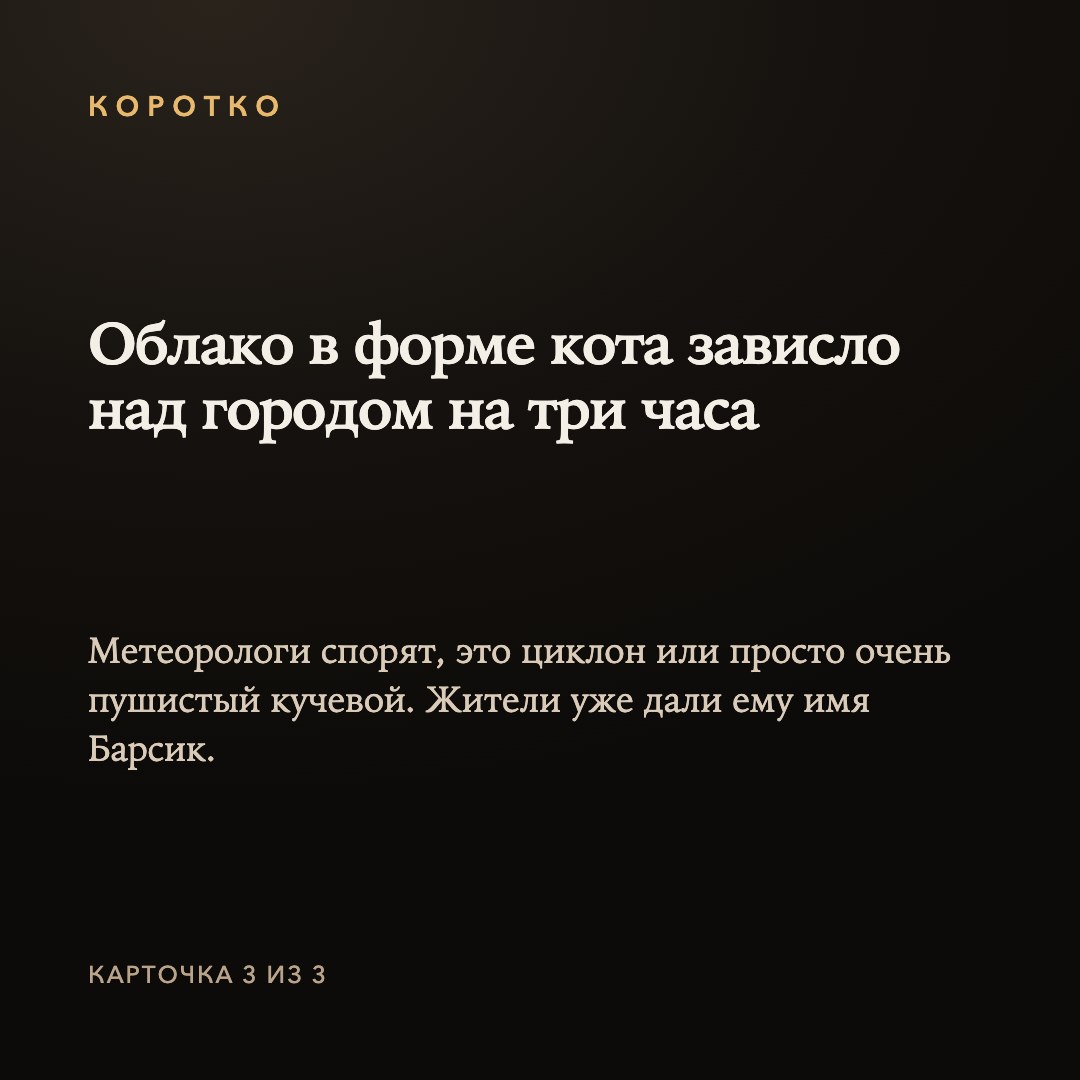 КОРОТКО
Облако в форме кота зависло
над городом на три часа
Метеорологи спорят, это циклон или просто очень
пушистый кучевой. Жители уже дали ему имя
Барсик.
КАРТОЧКА 3 ИЗ 3